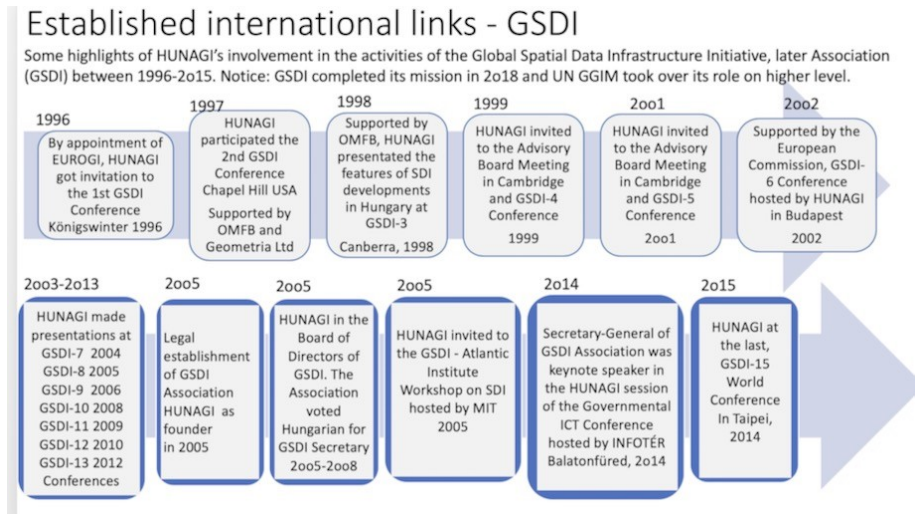 Established international links - GSDI
Some highlights of HUNAGI's involvement in the activities of the Global Spatial Data Infrastructure Initiative, later Association
(GSDI) between 1996-2o15. Notice: GSDI completed its mission in 2o18 and UN GGIM took over its role on higher level.
1996
By appointment of
EUROGI, HUNAGI
got invitation to
the 1st GSDI
Conference
Königswinter 1996
1997
HUNAGI
participated the
2nd GSDI
Conference
Chapel Hill USA
Supported by
OMFB and
Geometria Ltd
1998
Supported by
OMFB, HUNAGI
presented the
features of SDI
developments
in Hungary at
GSDI-3
Canberra, 1998
1999
HUNAGI invited
to the Advisory
Board Meeting
in Cambridge
and GSDI-4
Conference
1999
2oo1
HUNAGI invited
to the Advisory
Board Meeting
in Cambridge
and GSDI-5
Conference
2oo1
2oo2
Supported by the
European
Commission, GSDI-
6 Conference
hosted by HUNAGI
in Budapest
2002
2oo3-2o13
HUNAGI made
presentations at
GSDI-7 2004
GSDI-8 2005
GSDI-9 2006
GSDI-10 2008
GSDI-11 2009
GSDI-12 2010
GSDI-13 2012
Conferences
2oo5
Legal
establishment
of GSDI
Association
HUNAGI as
founder
in 2005
2oo5
HUNAGI in the
Board of
Directors of
GSDI. The
Association
voted
Hungarian for
GSDI Secretary
2oo5-2oo8
2oo5
HUNAGI invited to
the GSDI - Atlantic
Institute
Workshop on SDI
hosted by MIT
2005
2o14
Secretary-General of
GSDI Association was
keynote speaker in
the HUNAGI session
of the Governmental
ICT Conference
hosted by INFOTÉR
Balatonfüred, 2o14
2o15
HUNAGI at
the last,
GSDI-15
World
Conference
In Taipei,
2014